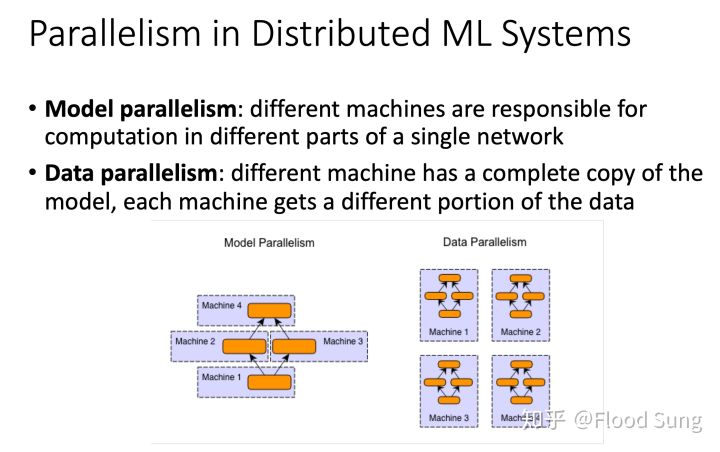 Parallelism in Distributed ML Systems
• Model parallelism: different machines are responsible for
computation in different parts of a single network
• Data parallelism: different machine has a complete copy of the
model, each machine gets a different portion of the data
Model Parallelism
Data Parallelism
Machine 4
Machine 2
Machine 3
Machine 1
Machine 1
Machine 2
Machine 3
知乎 @Flood Sung